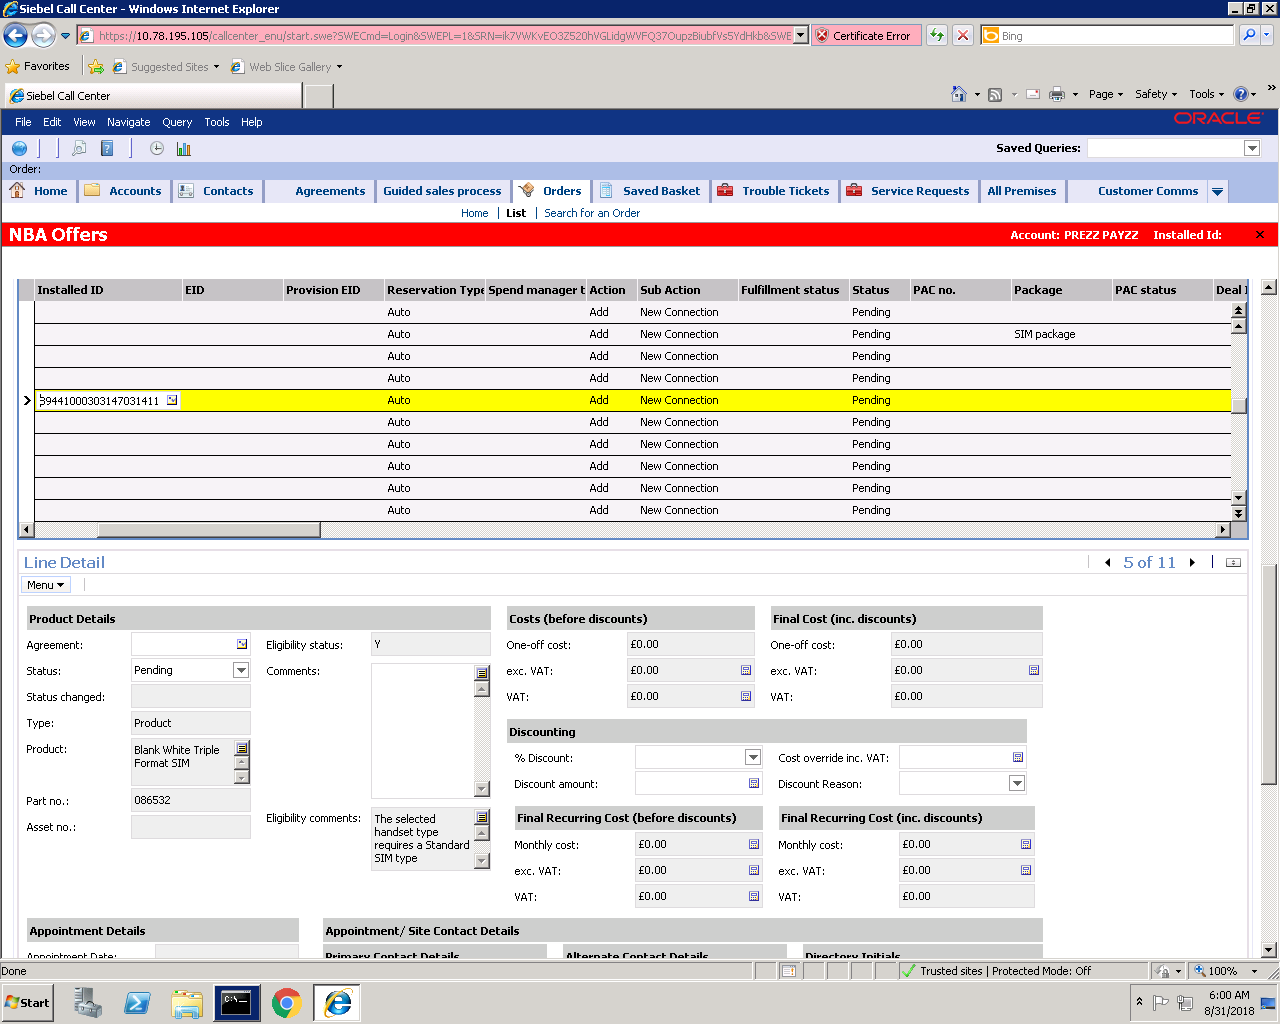 Siebel Call Center - Windows Internet Explorer
https://10.78.195.105/callcenter_enu/start.swe?SWECmd=Login&SWEPL=1&SRN=ik7VWKvEO3Z520hVGLidgWVFQ37OupzBiubfVs5YdHkb&SWE
Certificate Error
Bing
Favorites
Suggested Sites
Web Slice Gallery
Siebel Call Center
Page
Safety
Tools
File Edit View Navigate Query Tools Help
ORACLE
Saved Queries:
Order:
Home Accounts Contacts Agreements Guided sales process Orders Saved Basket Trouble Tickets Service Requests All Premises Customer Comms
Home | List | Search for an Order
NBA Offers
Account: PREZZ PAYZZ Installed Id:
Installed ID EID Provision EID Reservation Type Spend manager t Action Sub Action Fulfillment status Status PAC no. Package PAC status Deal I
Auto Add New Connection Pending
Auto Add New Connection Pending SIM package
Auto Add New Connection Pending
Auto Add New Connection Pending
39441000303147031411 Auto Add New Connection Pending
Auto Add New Connection Pending
Auto Add New Connection Pending
Auto Add New Connection Pending
Auto Add New Connection Pending
Auto Add New Connection Pending
Line Detail
5 of 11
Menu
Product Details
Agreement:
Status: Pending
Status changed:
Type: Product
Product: Blank White Triple
Format SIM
Part no.: 086532
Asset no.:
Eligibility status: Y
Comments:
Eligibility comments: The selected
handset type
requires a Standard
SIM type
Costs (before discounts)
One-off cost: £0.00
exc. VAT: £0.00
VAT: £0.00
Final Cost (inc. discounts)
One-off cost: £0.00
exc. VAT: £0.00
VAT: £0.00
Discounting
% Discount:
Discount amount:
Cost override inc. VAT:
Discount Reason:
Final Recurring Cost (before discounts)
Monthly cost: £0.00
exc. VAT: £0.00
VAT: £0.00
Final Recurring Cost (inc. discounts)
Monthly cost: £0.00
exc. VAT: £0.00
VAT: £0.00
Appointment Details
Appointment Date:
Appointment/ Site Contact Details
Primary Contact Details
Alternate Contact Details
Directory Initials
Done
Trusted sites | Protected Mode: Off
100%
Start
C:\.
6:00 AM
8/31/2018